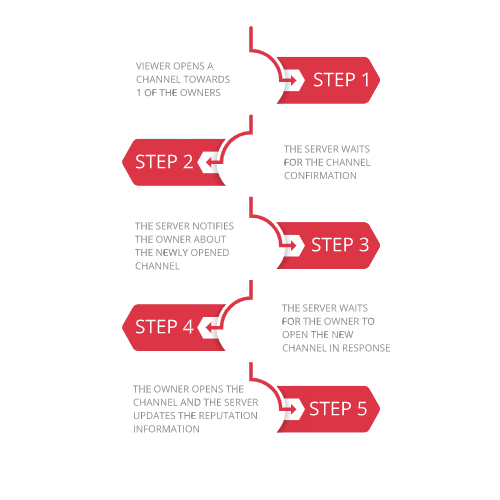 VIEWER OPENS A
CHANNEL TOWARDS
1 OF THE OWNERS
STEP 1
STEP 2
THE SERVER WAITS
FOR THE CHANNEL
CONFIRMATION
THE SERVER NOTIFIES
THE OWNER ABOUT
THE NEWLY OPENED
CHANNEL
STEP 3
STEP 4
THE SERVER WAITS
FOR THE OWNER TO
OPEN THE NEW
CHANNEL IN RESPONSE
THE OWNER OPENS THE
CHANNEL AND THE SERVER
UPDATES THE REPUTATION
INFORMATION
STEP 5